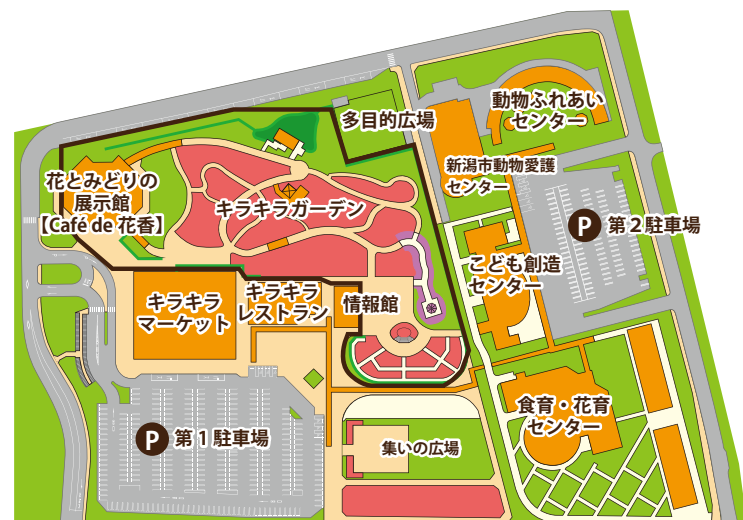 動物ふれあい
センター
多目的広場
新潟市動物愛護
センター
花とみどりの
展示館
【Café de 花香】
キラキラガーデン
P 第2駐車場
こども創造
センター
キラキラ
マーケット
キラキラ
レストラン
情報館
食育・花育
センター
P 第1駐車場
集いの広場